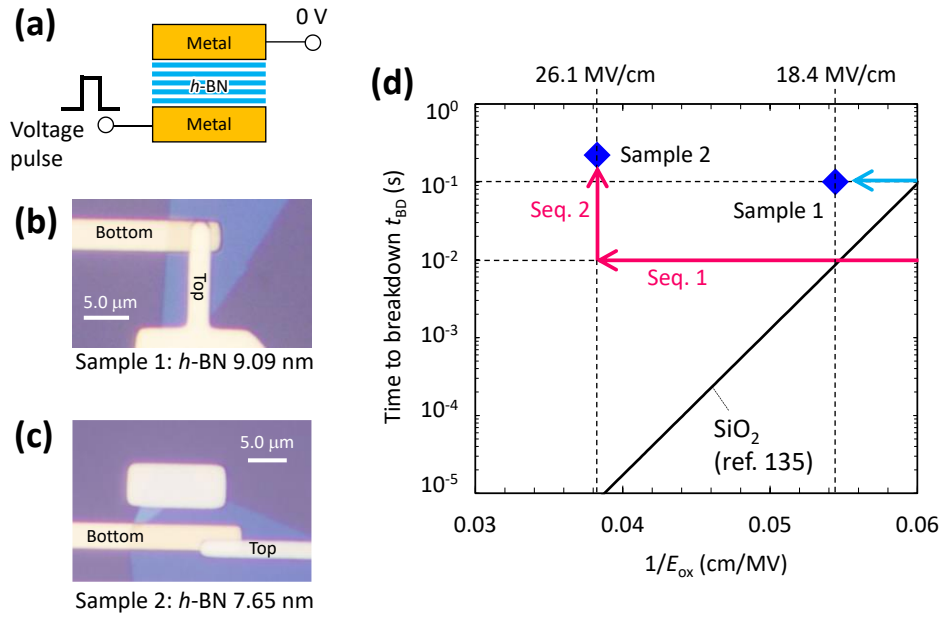 (a)
0 V
Metal
h-BN
Metal
Voltage
pulse
(b)
Bottom
Top
5.0 μm
Sample 1: h-BN 9.09 nm
(c)
5.0 μm
Bottom
Top
Sample 2: h-BN 7.65 nm
(d)
26.1 MV/cm
18.4 MV/cm
Time to breakdown tBD (s)
10⁰
10⁻¹
10⁻²
10⁻³
10⁻⁴
10⁻⁵
Sample 2
Seq. 2
Sample 1
Seq. 1
SiO₂
(ref. 135)
0.03
0.04
0.05
0.06
1/Eox (cm/MV)